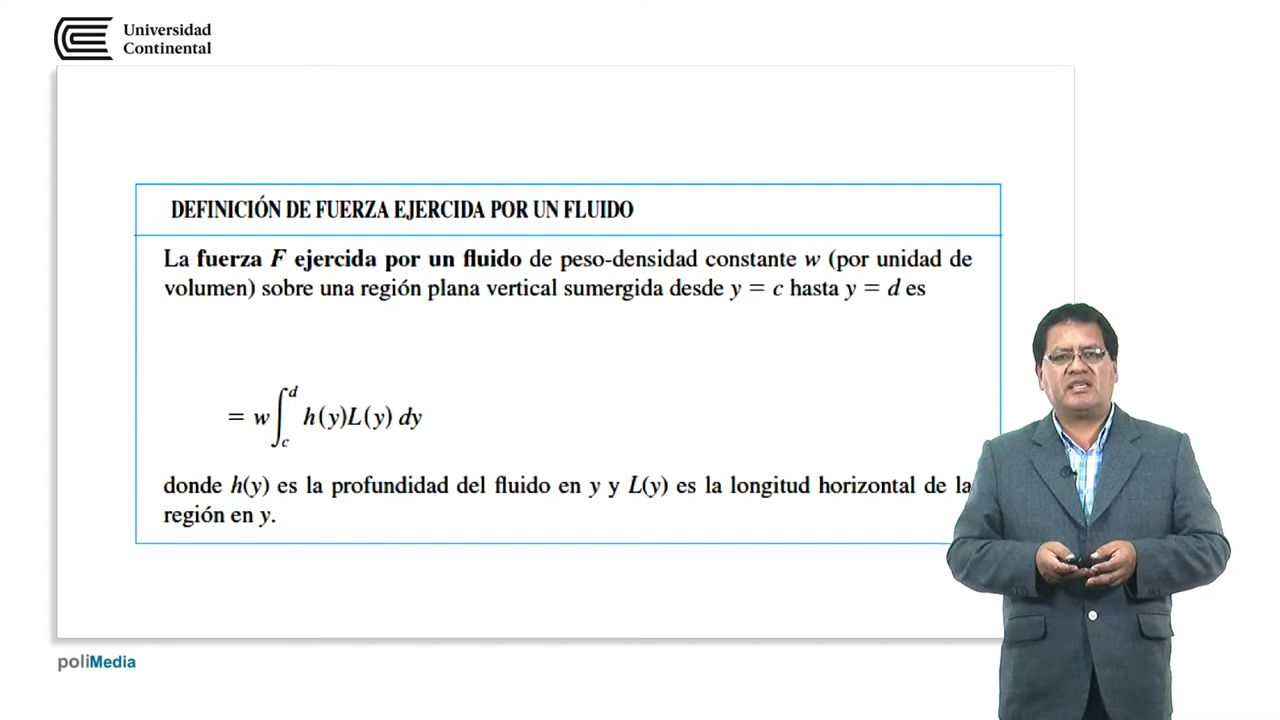 Universidad
Continental
DEFINICIÓN DE FUERZA EJERCIDA POR UN FLUIDO
La fuerza F ejercida por un fluido de peso-densidad constante w (por unidad de
volumen) sobre una región plana vertical sumergida desde y = c hasta y = d es
= w∫_c^d h(y)L(y) dy
donde h(y) es la profundidad del fluido en y y L(y) es la longitud horizontal de la
región en y.
poliMedia